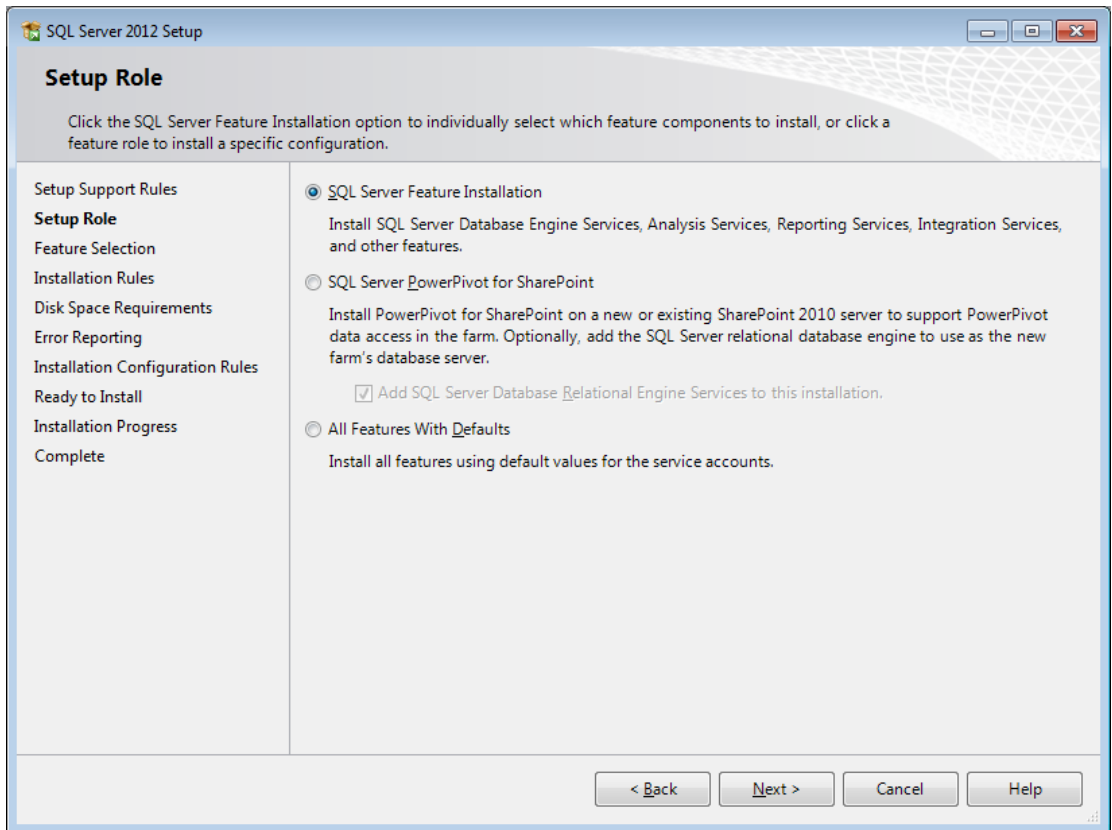 SQL Server 2012 Setup
Setup Role
Click the SQL Server Feature Installation option to individually select which feature components to install, or click a
feature role to install a specific configuration.
Setup Support Rules
Setup Role
Feature Selection
Installation Rules
Disk Space Requirements
Error Reporting
Installation Configuration Rules
Ready to Install
Installation Progress
Complete
SQL Server Feature Installation
Install SQL Server Database Engine Services, Analysis Services, Reporting Services, Integration Services,
and other features.
SQL Server PowerPivot for SharePoint
Install PowerPivot for SharePoint on a new or existing SharePoint 2010 server to support PowerPivot
data access in the farm. Optionally, add the SQL Server relational database engine to use as the new
farm's database server.
Add SQL Server Database Relational Engine Services to this installation.
All Features With Defaults
Install all features using default values for the service accounts.
< Back
Next >
Cancel
Help